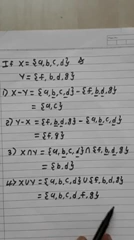 If X = {a,b,c,d} &
Y = {f,b,d,g}
1) X-Y = {a,b,c,d} - {f,b,d,g}
= {a,c}
2) Y-X = {f,b,d,g} - {a,b,c,d}
= {f,g}
3) X∩Y = {a,b,c,d} ∩ {f,b,d,g}
= {b,d}
4) X∪Y = {a,b,c,d} ∪ {f,b,d,g}
= {a,b,c,d,f,g}